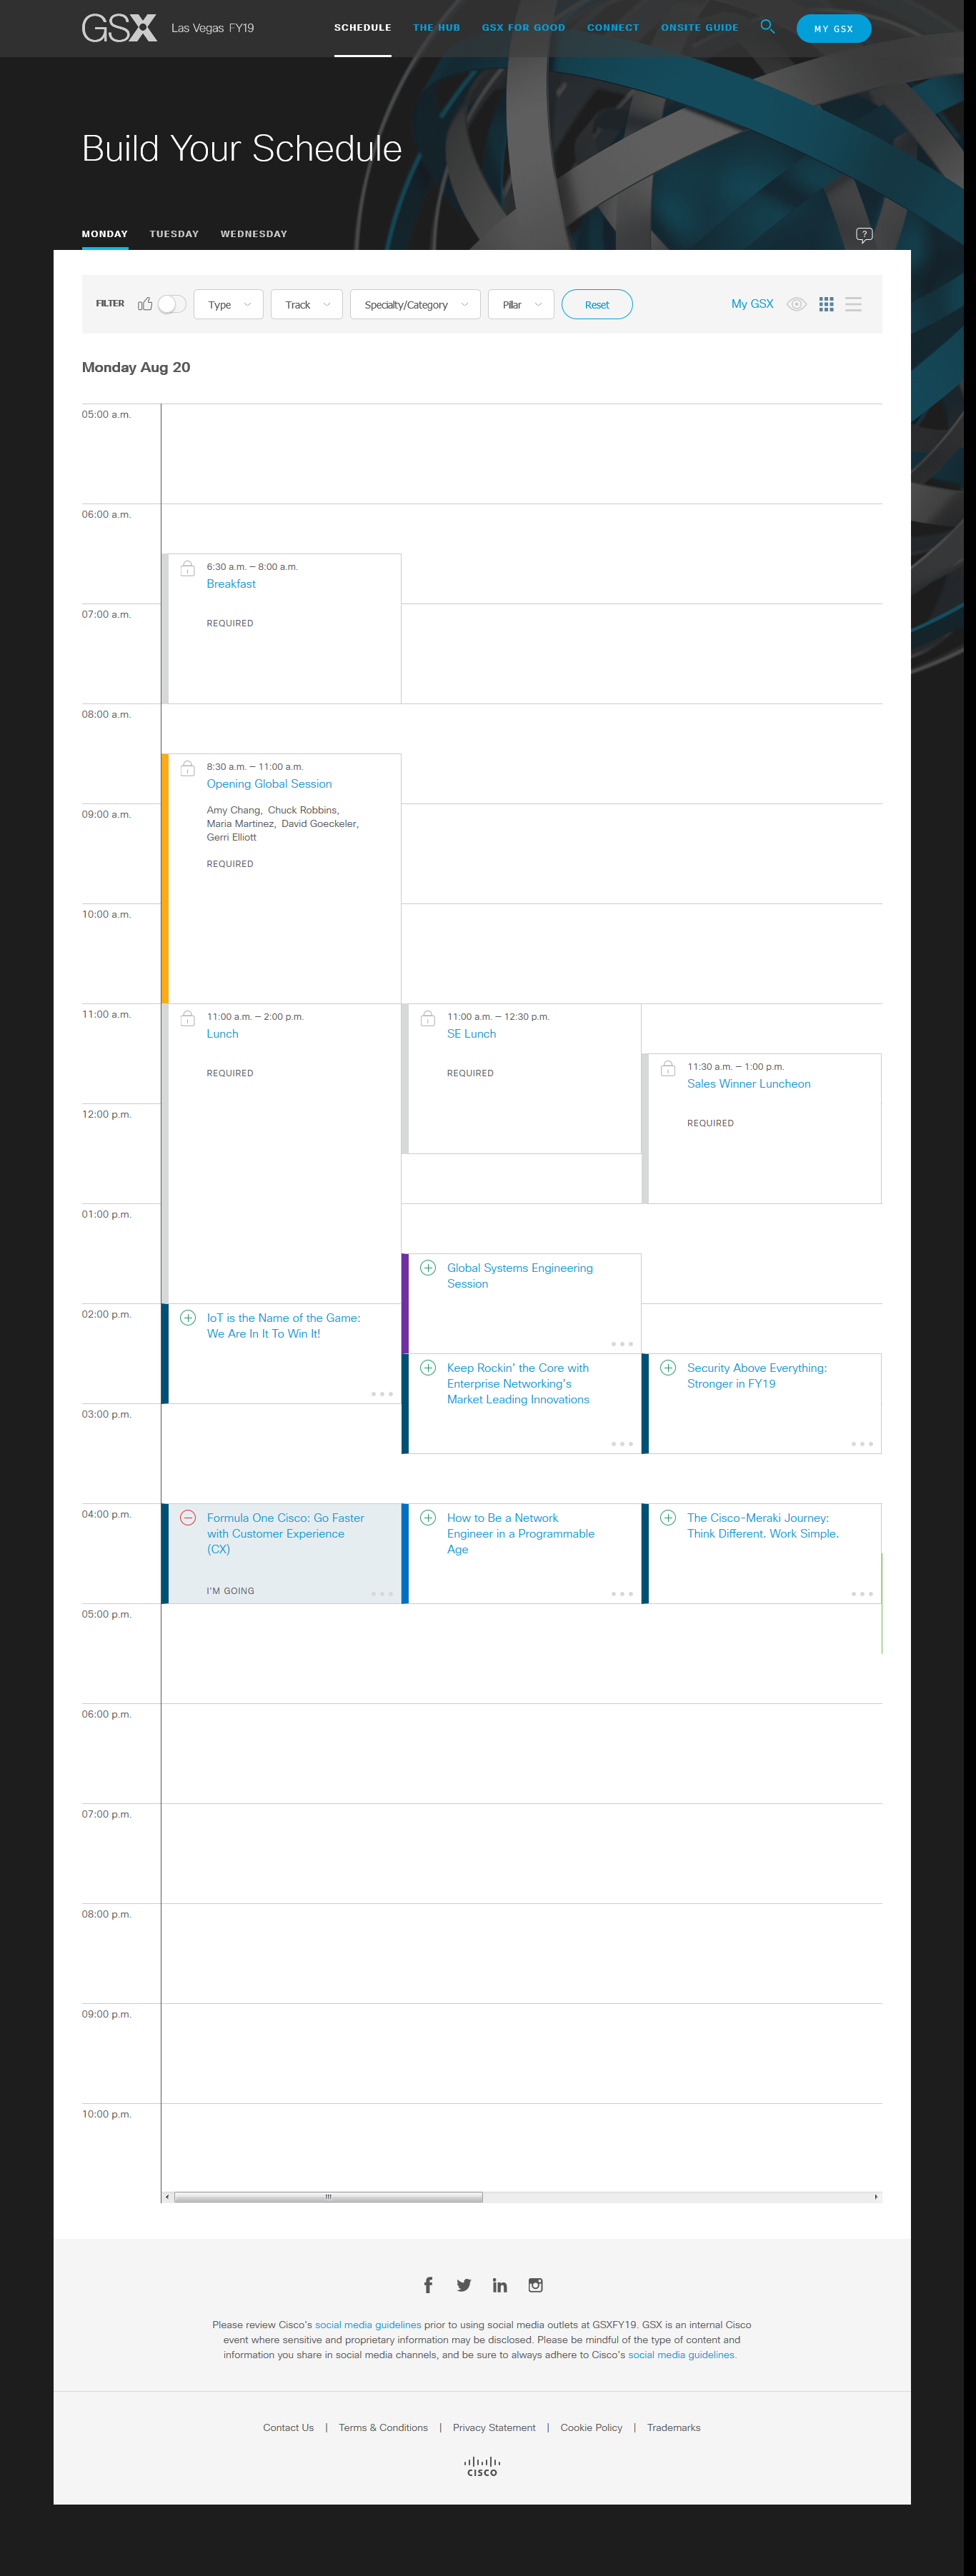 GSX Las Vegas FY19 SCHEDULE THE HUB GSX FOR GOOD CONNECT ONSITE GUIDE MY GSX
Build Your Schedule
MONDAY TUESDAY WEDNESDAY
FILTER Type Track Specialty/Category Pillar Reset My GSX
Monday Aug 20
05:00 a.m.
06:00 a.m.
6:30 a.m. – 8:00 a.m.
Breakfast
REQUIRED
07:00 a.m.
08:00 a.m.
8:30 a.m. – 11:00 a.m.
Opening Global Session
Amy Chang, Chuck Robbins,
Maria Martinez, David Goeckeler,
Gerri Elliott
REQUIRED
09:00 a.m.
10:00 a.m.
11:00 a.m.
11:00 a.m. – 2:00 p.m.
Lunch
REQUIRED
11:00 a.m. – 12:30 p.m.
SE Lunch
REQUIRED
11:30 a.m. – 1:00 p.m.
Sales Winner Luncheon
REQUIRED
12:00 p.m.
01:00 p.m.
Global Systems Engineering
Session
02:00 p.m.
IoT is the Name of the Game:
We Are In It To Win It!
Keep Rockin’ the Core with
Enterprise Networking’s
Market Leading Innovations
Security Above Everything:
Stronger in FY19
03:00 p.m.
04:00 p.m.
Formula One Cisco: Go Faster
with Customer Experience
(CX)
I'M GOING
How to Be a Network
Engineer in a Programmable
Age
The Cisco-Meraki Journey:
Think Different. Work Simple.
05:00 p.m.
06:00 p.m.
07:00 p.m.
08:00 p.m.
09:00 p.m.
10:00 p.m.
Please review Cisco's social media guidelines prior to using social media outlets at GSXFY19. GSX is an internal Cisco
event where sensitive and proprietary information may be disclosed. Please be mindful of the type of content and
information you share in social media channels, and be sure to always adhere to Cisco's social media guidelines.
Contact Us | Terms & Conditions | Privacy Statement | Cookie Policy | Trademarks
CISCO